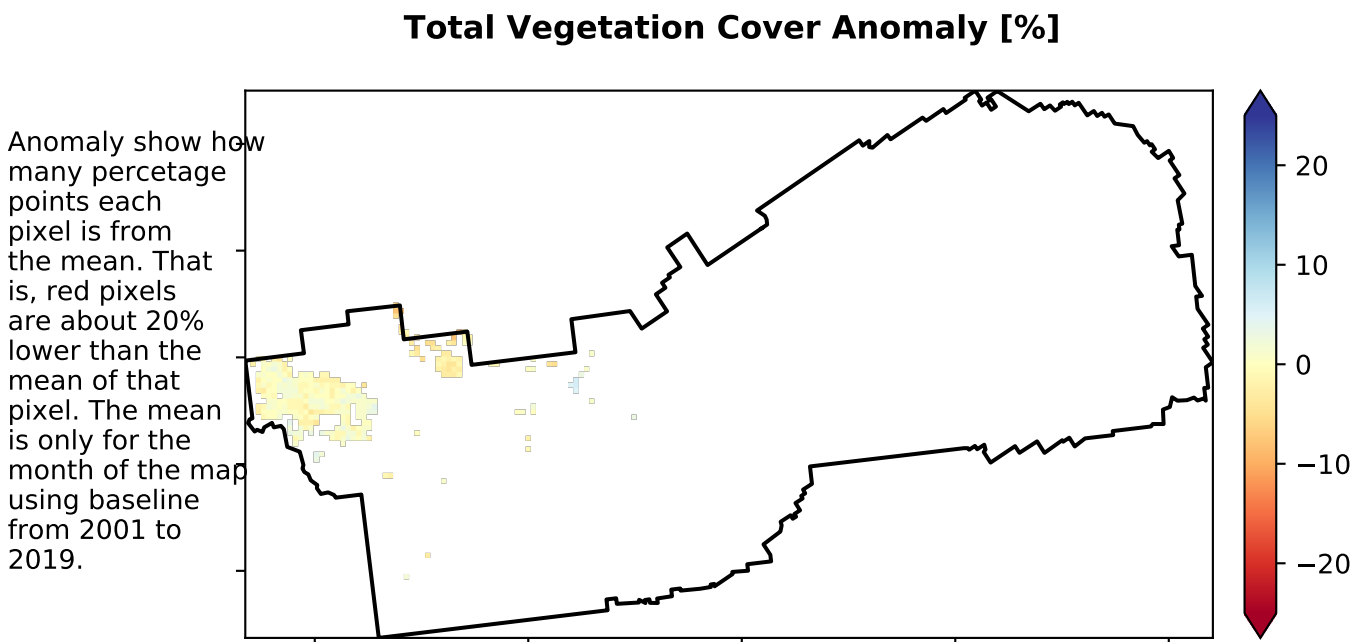 Total Vegetation Cover Anomaly [%]
Anomaly show how
many percetage
points each
pixel is from
the mean. That
is, red pixels
are about 20%
lower than the
mean of that
pixel. The mean
is only for the
month of the map
using baseline
from 2001 to
2019.
20
10
0
−10
−20